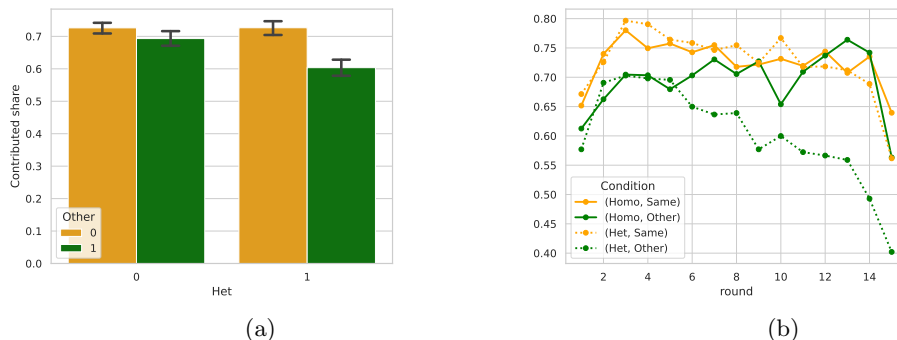 0.7
0.6
0.5
0.4
0.3
0.2
0.1
0.0
Contributed share
Other
0
1
0
1
Het
(a)
0.80
0.75
0.70
0.65
0.60
0.55
0.50
0.45
0.40
Condition
(Homo, Same)
(Homo, Other)
(Het, Same)
(Het, Other)
2 4 6 8 10 12 14
round
(b)